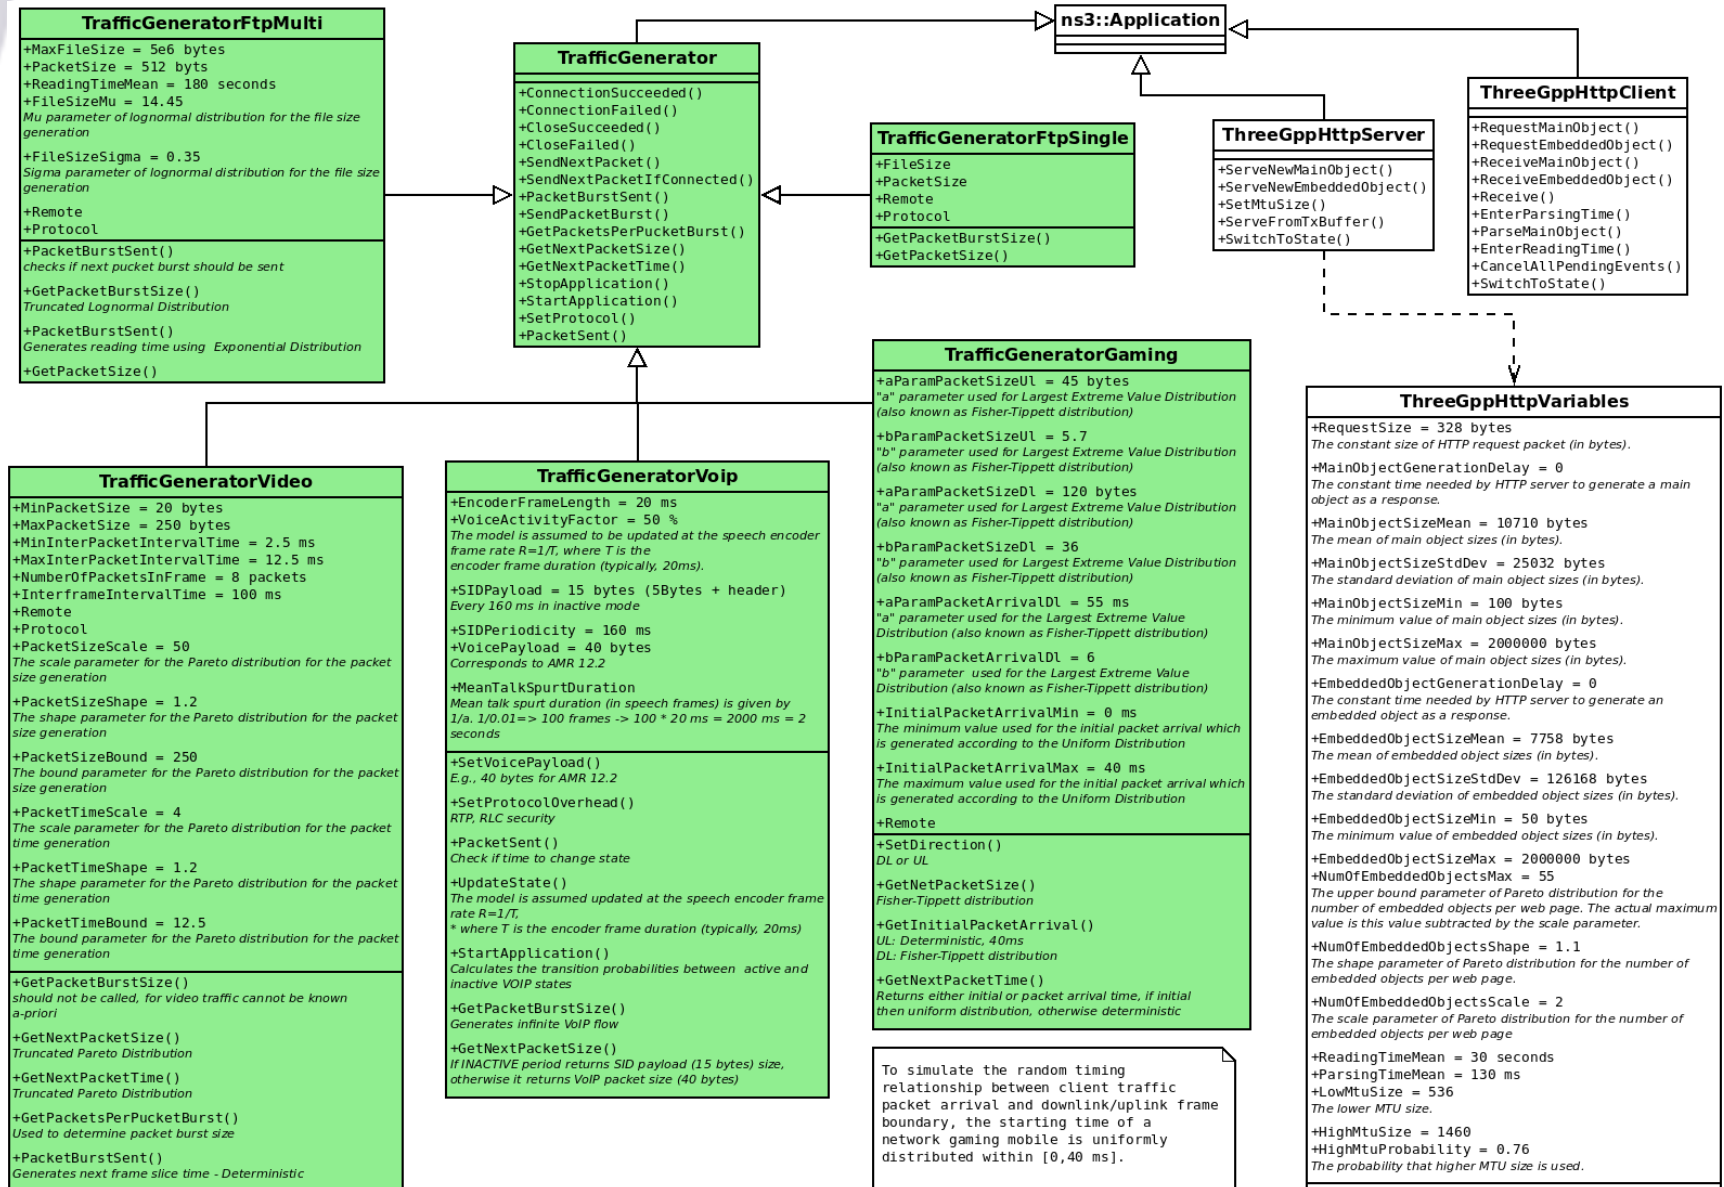 TrafficGeneratorFtpMulti
+MaxFileSize = 5e6 bytes
+PacketSize = 512 byts
+ReadingTimeMean = 180 seconds
+FileSizeMu = 14.45
Mu parameter of lognormal distribution for the file size
generation
+FileSizeSigma = 0.35
Sigma parameter of lognormal distribution for the file size
generation
+Remote
+Protocol
+PacketBurstSent()
checks if next pucket burst should be sent
+GetPacketBurstSize()
Truncated Lognormal Distribution
+PacketBurstSent()
Generates reading time using  Exponential Distribution
+GetPacketSize()
TrafficGenerator
+ConnectionSucceeded()
+ConnectionFailed()
+CloseSucceeded()
+CloseFailed()
+SendNextPacket()
+SendNextPacketIfConnected()
+PacketBurstSent()
+SendPacketBurst()
+GetPacketsPerPucketBurst()
+GetNextPacketSize()
+GetNextPacketTime()
+StopApplication()
+StartApplication()
+SetProtocol()
+PacketSent()
ns3::Application
TrafficGeneratorFtpSingle
+FileSize
+PacketSize
+Remote
+Protocol
+GetPacketBurstSize()
+GetPacketSize()
ThreeGppHttpServer
+ServeNewMainObject()
+ServeNewEmbeddedObject()
+SetMtuSize()
+ServeFromTxBuffer()
+SwitchToState()
ThreeGppHttpClient
+RequestMainObject()
+RequestEmbeddedObject()
+ReceiveMainObject()
+ReceiveEmbeddedObject()
+Receive()
+EnterParsingTime()
+ParseMainObject()
+EnterReadingTime()
+CancelAllPendingEvents()
+SwitchToState()
TrafficGeneratorVideo
+MinPacketSize = 20 bytes
+MaxPacketSize = 250 bytes
+MinInterPacketIntervalTime = 2.5 ms
+MaxInterPacketIntervalTime = 12.5 ms
+NumberOfPacketsInFrame = 8 packets
+InterframeIntervalTime = 100 ms
+Remote
+Protocol
+PacketSizeScale = 50
The scale parameter for the Pareto distribution for the packet
size generation
+PacketSizeShape = 1.2
The shape parameter for the Pareto distribution for the packet
size generation
+PacketSizeBound = 250
The bound parameter for the Pareto distribution for the packet
size generation
+PacketTimeScale = 4
The scale parameter for the Pareto distribution for the packet
time generation
+PacketTimeShape = 1.2
The shape parameter for the Pareto distribution for the packet
time generation
+PacketTimeBound = 12.5
The bound parameter for the Pareto distribution for the packet
time generation
+GetPacketBurstSize()
should not be called, for video traffic cannot be known
a-priori
+GetNextPacketSize()
Truncated Pareto Distribution
+GetNextPacketTime()
Truncated Pareto Distribution
+GetPacketsPerPucketBurst()
Used to determine packet burst size
+PacketBurstSent()
Generates next frame slice time - Deterministic
TrafficGeneratorVoip
+EncoderFrameLength = 20 ms
+VoiceActivityFactor = 50 %
The model is assumed to be updated at the speech encoder
frame rate R=1/T, where T is the
encoder frame duration (typically, 20ms).
+SIDPayload = 15 bytes (5Bytes + header)
Every 160 ms in inactive mode
+SIDPeriodicity = 160 ms
+VoicePayload = 40 bytes
Corresponds to AMR 12.2
+MeanTalkSpurtDuration
Mean talk spurt duration (in speech frames) is given by
1/a. 1/0.01=> 100 frames -> 100 * 20 ms = 2000 ms = 2
seconds
+SetVoicePayload()
E.g., 40 bytes for AMR 12.2
+SetProtocolOverhead()
RTP, RLC security
+PacketSent()
Check if time to change state
+UpdateState()
The model is assumed updated at the speech encoder frame
rate R=1/T,
* where T is the encoder frame duration (typically, 20ms)
+StartApplication()
Calculates the transition probabilities between  active and
inactive VOIP states
+GetPacketBurstSize()
Generates infinite VoIP flow
+GetNextPacketSize()
If INACTIVE period returns SID payload (15 bytes) size,
otherwise it returns VoIP packet size (40 bytes)
TrafficGeneratorGaming
+aParamPacketSizeUl = 45 bytes
"a" parameter used for Largest Extreme Value Distribution
(also known as Fisher-Tippett distribution)
+bParamPacketSizeUl = 5.7
"b" parameter used for Largest Extreme Value Distribution
(also known as Fisher-Tippett distribution)
+aParamPacketSizeDl = 120 bytes
"a" parameter used for Largest Extreme Value Distribution
(also known as Fisher-Tippett distribution)
+bParamPacketSizeDl = 36
"b" parameter used for Largest Extreme Value Distribution
(also known as Fisher-Tippett distribution)
+aParamPacketArrivalDl = 55 ms
"a" parameter used for the Largest Extreme Value
Distribution (also known as Fisher-Tippett distribution)
+bParamPacketArrivalDl = 6
"b" parameter  used for the Largest Extreme Value
Distribution (also known as Fisher-Tippett distribution)
+InitialPacketArrivalMin = 0 ms
The minimum value used for the initial packet arrival which
is generated according to the Uniform Distribution
+InitialPacketArrivalMax = 40 ms
The maximum value used for the initial packet arrival which
is generated according to the Uniform Distribution
+Remote
+SetDirection()
DL or UL
+GetNetPacketSize()
Fisher-Tippett distribution
+GetInitialPacketArrival()
UL: Deterministic, 40ms
DL: Fisher-Tippett distribution
+GetNextPacketTime()
Returns either initial or packet arrival time, if initial
then uniform distribution, otherwise deterministic
To simulate the random timing
relationship between client traffic
packet arrival and downlink/uplink frame
boundary, the starting time of a
network gaming mobile is uniformly
distributed within [0,40 ms].
ThreeGppHttpVariables
+RequestSize = 328 bytes
The constant size of HTTP request packet (in bytes).
+MainObjectGenerationDelay = 0
The constant time needed by HTTP server to generate a main
object as a response.
+MainObjectSizeMean = 10710 bytes
The mean of main object sizes (in bytes).
+MainObjectSizeStdDev = 25032 bytes
The standard deviation of main object sizes (in bytes).
+MainObjectSizeMin = 100 bytes
The minimum value of main object sizes (in bytes).
+MainObjectSizeMax = 2000000 bytes
The maximum value of main object sizes (in bytes).
+EmbeddedObjectGenerationDelay = 0
The constant time needed by HTTP server to generate an
embedded object as a response.
+EmbeddedObjectSizeMean = 7758 bytes
The mean of embedded object sizes (in bytes).
+EmbeddedObjectSizeStdDev = 126168 bytes
The standard deviation of embedded object sizes (in bytes).
+EmbeddedObjectSizeMin = 50 bytes
The minimum value of embedded object sizes (in bytes).
+EmbeddedObjectSizeMax = 2000000 bytes
+NumOfEmbeddedObjectsMax = 55
The upper bound parameter of Pareto distribution for the
number of embedded objects per web page. The actual maximum
value is this value subtracted by the scale parameter.
+NumOfEmbeddedObjectsShape = 1.1
The shape parameter of Pareto distribution for the number of
embedded objects per web page.
+NumOfEmbeddedObjectsScale = 2
The scale parameter of Pareto distribution for the number of
embedded objects per web page
+ReadingTimeMean = 30 seconds
+ParsingTimeMean = 130 ms
+LowMtuSize = 536
The lower MTU size.
+HighMtuSize = 1460
+HighMtuProbability = 0.76
The probability that higher MTU size is used.